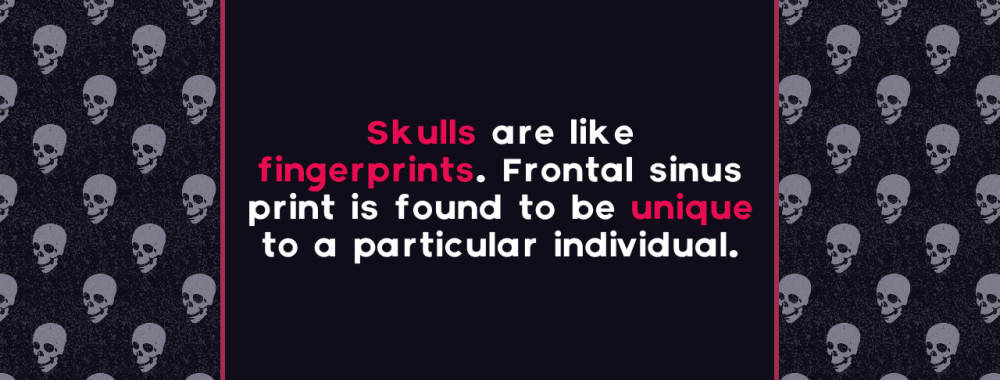 Skulls are like
fingerprints. Frontal sinus
print is found to be unique
to a particular individual.